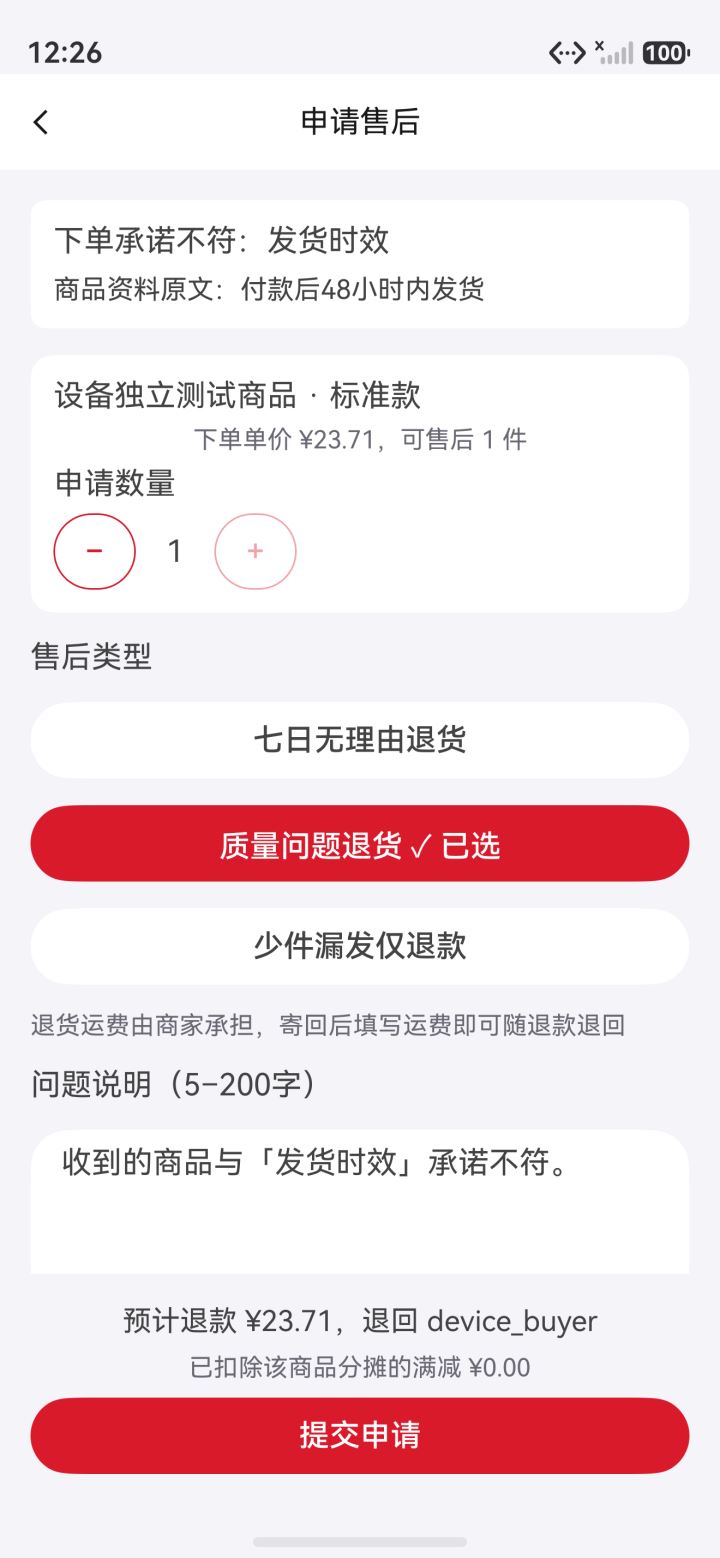 12:26
100
申请售后
下单承诺不符：发货时效
商品资料原文：付款后48小时内发货
设备独立测试商品 · 标准款
下单单价 ¥23.71，可售后 1 件
申请数量
− 1 +
售后类型
七日无理由退货
质量问题退货 ✓ 已选
少件漏发仅退款
退货运费由商家承担，寄回后填写运费即可随退款退回
问题说明（5-200字）
收到的商品与「发货时效」承诺不符。
预计退款 ¥23.71，退回 device_buyer
已扣除该商品分摊的满减 ¥0.00
提交申请